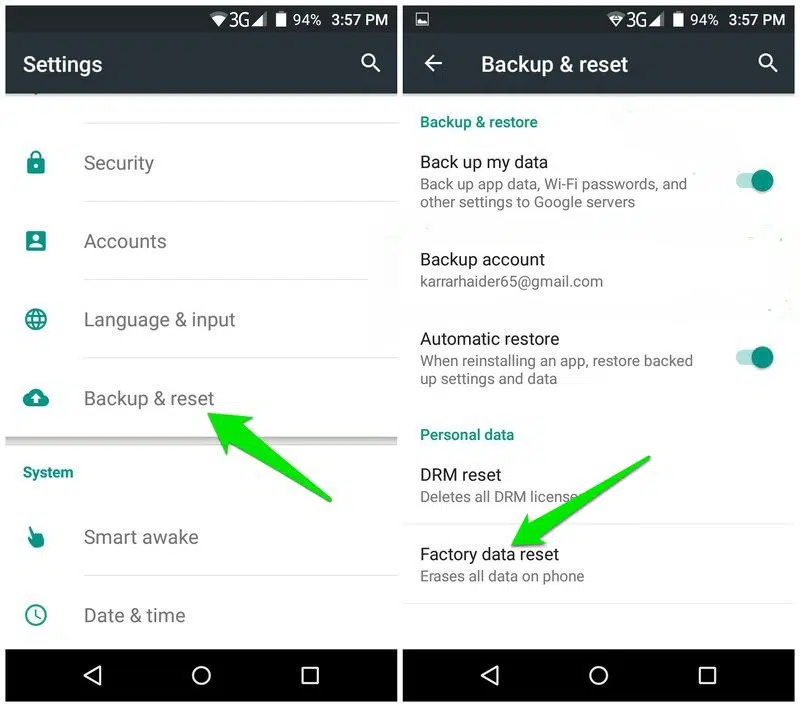 3G 94% 3:57 PM
Settings
Security
Accounts
Language & input
Backup & reset
System
Smart awake
Date & time
3G 94% 3:57 PM
Backup & reset
Backup & restore
Back up my data
Back up app data, Wi-Fi passwords, and
other settings to Google servers
Backup account
karrarhaider65@gmail.com
Automatic restore
When reinstalling an app, restore backed
up settings and data
Personal data
DRM reset
Deletes all DRM license
Factory data reset
Erases all data on phone